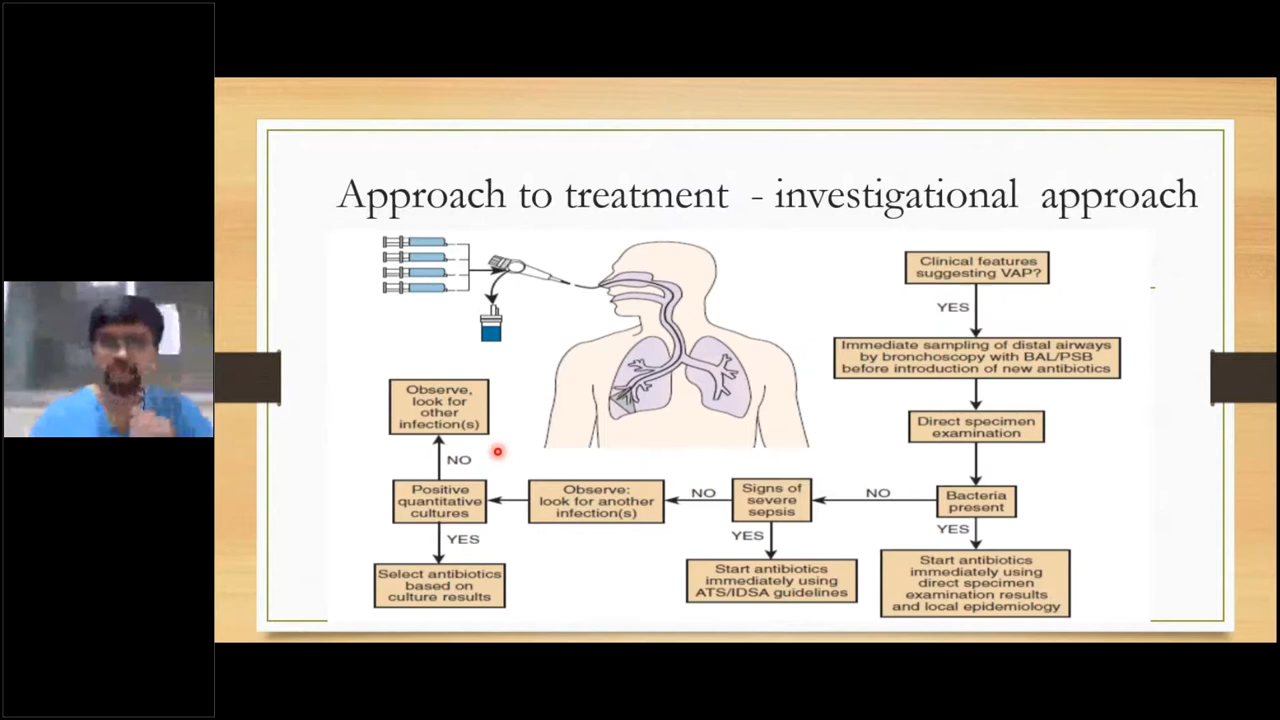 Approach to treatment - investigational approach
Clinical features
suggesting VAP?
YES
Immediate sampling of distal airways
by bronchoscopy with BAL/PSB
before introduction of new antibiotics
Direct specimen
examination
Bacteria
present
YES
Start antibiotics
immediately using
direct specimen
examination results
and local epidemiology
NO
Signs of
severe
sepsis
YES
Start antibiotics
immediately using
ATS/IDSA guidelines
NO
Observe:
look for another
infection(s)
Positive
quantitative
cultures
NO
Observe,
look for
other
infection(s)
YES
Select antibiotics
based on
culture results